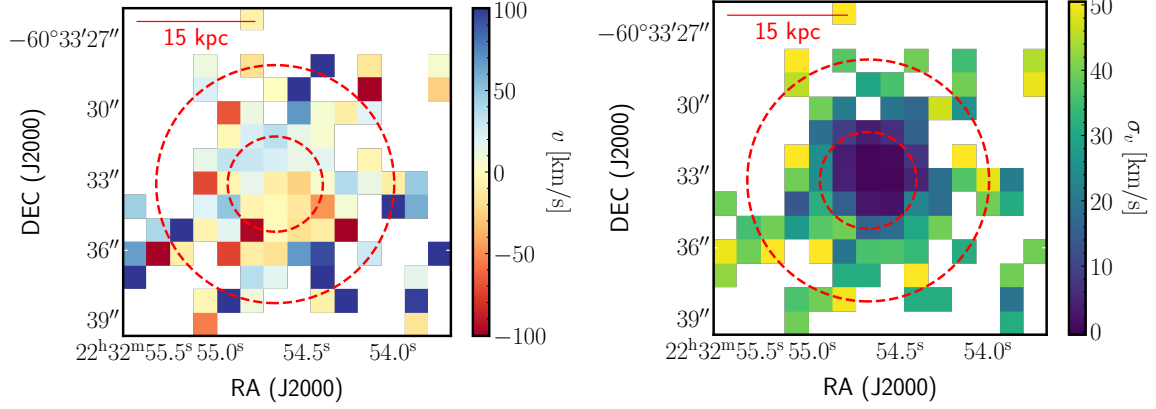 −60°33′27″
30″
33″
36″
39″
DEC (J2000)
15 kpc
22ʰ32ᵐ55.5ˢ 55.0ˢ 54.5ˢ 54.0ˢ
RA (J2000)
100
50
0
−50
−100
v [km/s]
−60°33′27″
30″
33″
36″
39″
DEC (J2000)
15 kpc
22ʰ32ᵐ55.5ˢ 55.0ˢ 54.5ˢ 54.0ˢ
RA (J2000)
50
40
30
20
10
0
σᵥ [km/s]